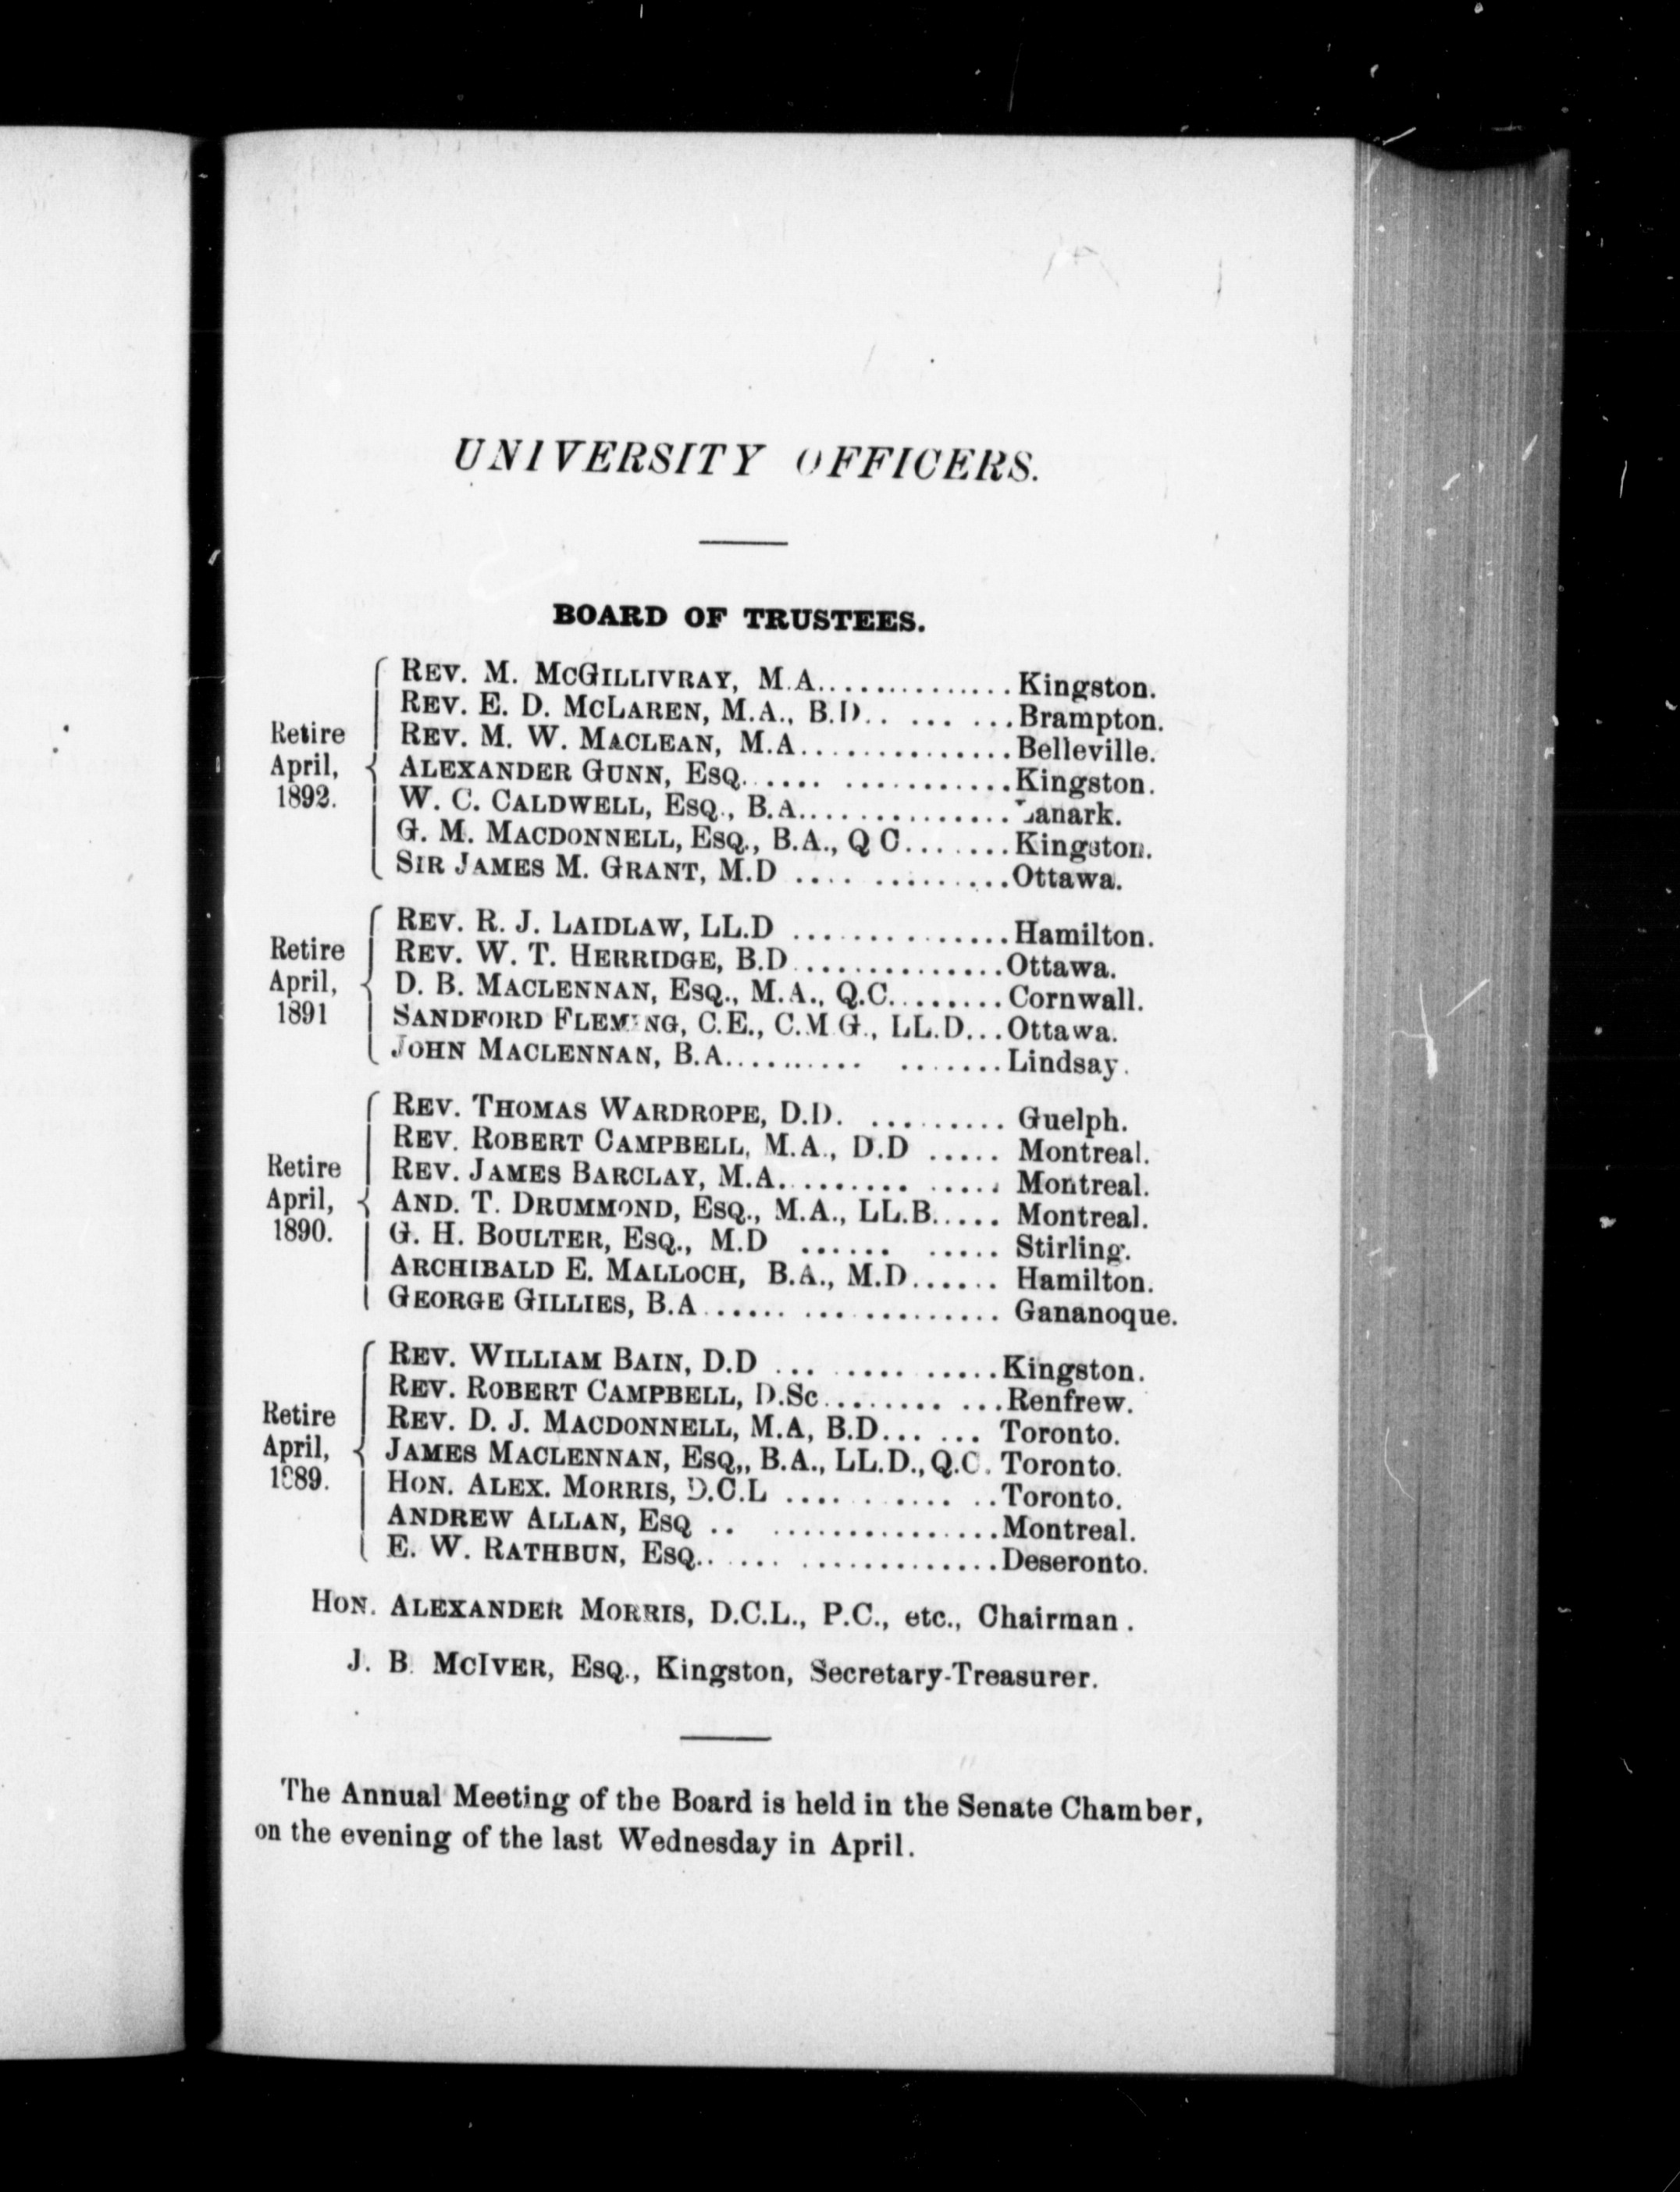 UNIVERSITY OFFICERS.
BOARD OF TRUSTEES.
REV. M. MCGILLIVRAY, M.A.............. Kingston.
REV. E. D. MCLAREN, M.A., B.D.. ... ... Brampton.
Retire REV. M. W. MACLEAN, M.A...............Belleville.
April, ALEXANDER GUNN, ESQ...... ............Kingston.
1892. W. C. CALDWELL, ESQ., B.A...............Lanark.
G. M. MACDONNELL, ESQ., B.A., Q C.......Kingston.
SIR JAMES M. GRANT, M.D .... ..........Ottawa.
REV. R. J. LAIDLAW, LL.D ..............Hamilton.
Retire REV. W. T. HERRIDGE, B.D..............Ottawa.
April, D. B. MACLENNAN, ESQ., M.A., Q.C........Cornwall.
1891 SANDFORD FLEMING, C.E., C.M G., LL.D...Ottawa.
JOHN MACLENNAN, B.A.......... .......Lindsay.
REV. THOMAS WARDROPE, D.D. ......... Guelph.
REV. ROBERT CAMPBELL, M.A., D.D ..... Montreal.
Retire REV. JAMES BARCLAY, M.A......... ..... Montreal.
April, AND. T. DRUMMOND, ESQ., M.A., LL.B..... Montreal.
1890. G. H. BOULTER, ESQ., M.D ...... ..... Stirling.
ARCHIBALD E. MALLOCH, B.A., M.D...... Hamilton.
GEORGE GILLIES, B.A...... .............. Gananoque.
REV. WILLIAM BAIN, D.D ... .... .....Kingston.
REV. ROBERT CAMPBELL, D.Sc........ ...Renfrew.
Retire REV. D. J. MACDONNELL, M.A, B.D... ... Toronto.
April, JAMES MACLENNAN, ESQ,, B.A., LL.D., Q.C. Toronto.
1889. HON. ALEX. MORRIS, D.C.L .... ..... ..Toronto.
ANDREW ALLAN, ESQ .. ...............Montreal.
E. W. RATHBUN, ESQ...... ..............Deseronto.
HON. ALEXANDER MORRIS, D.C.L., P.C., etc., Chairman.
J. B. MCIVER, ESQ., Kingston, Secretary-Treasurer.
The Annual Meeting of the Board is held in the Senate Chamber,
on the evening of the last Wednesday in April.